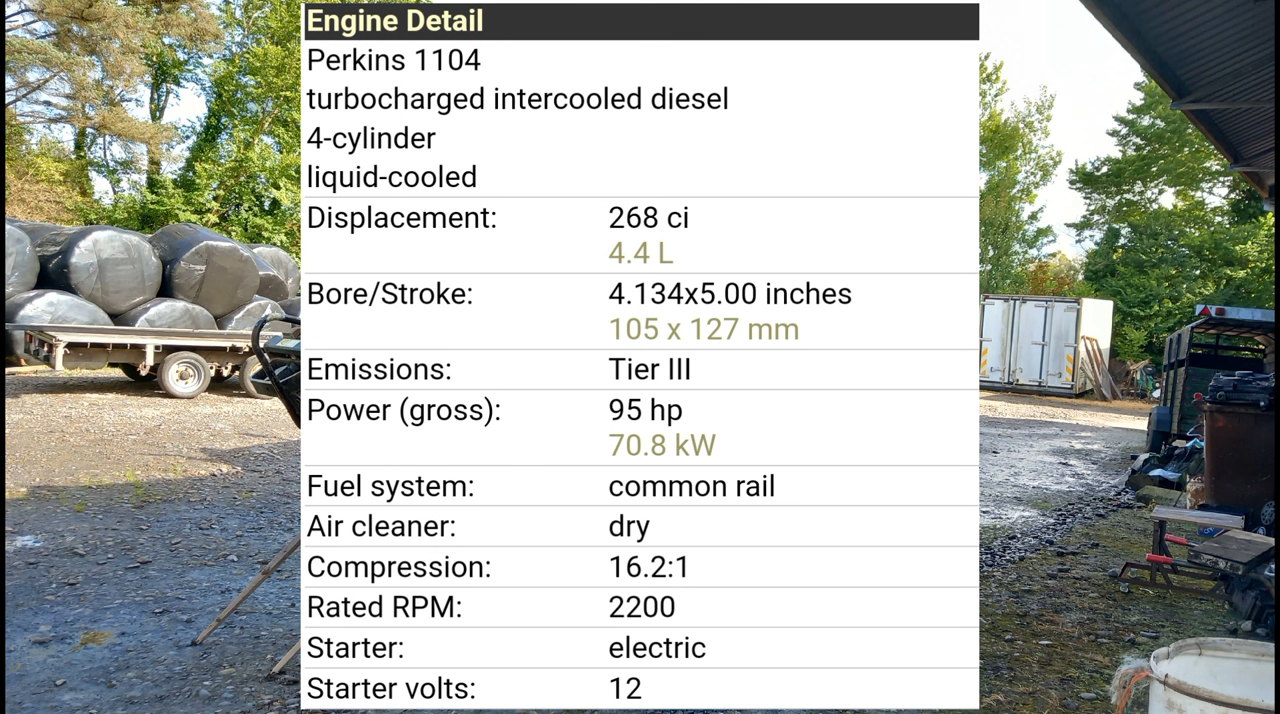 Engine Detail
Perkins 1104
turbocharged intercooled diesel
4-cylinder
liquid-cooled
Displacement: 268 ci
4.4 L
Bore/Stroke: 4.134x5.00 inches
105 x 127 mm
Emissions: Tier III
Power (gross): 95 hp
70.8 kW
Fuel system: common rail
Air cleaner: dry
Compression: 16.2:1
Rated RPM: 2200
Starter: electric
Starter volts: 12